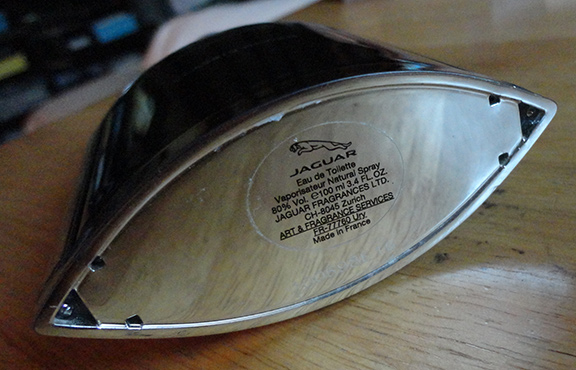 JAGUAR
Eau de Toilette
Vaporisateur Natural Spray
80% Vol. ℮100 ml 3.4 FL. OZ.
JAGUAR FRAGRANCES LTD.
CH-8045 Zurich
ART & FRAGRANCE SERVICES
FR-77760 Ury
Made in France